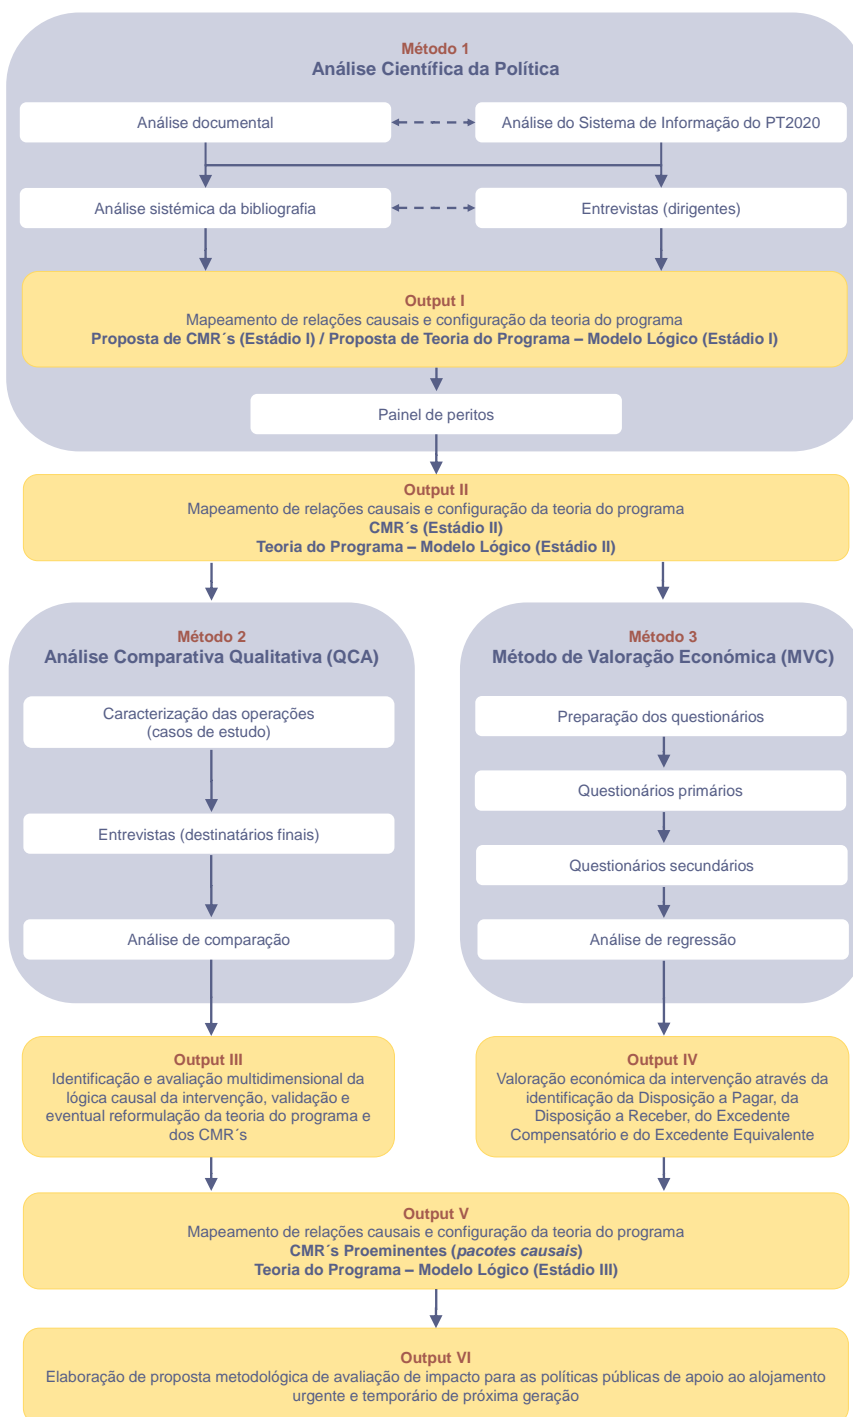 Método 1
Análise Científica da Política
Análise documental
Análise do Sistema de Informação do PT2020
Análise sistémica da bibliografia
Entrevistas (dirigentes)
Output I
Mapeamento de relações causais e configuração da teoria do programa
Proposta de CMR´s (Estádio I) / Proposta de Teoria do Programa – Modelo Lógico (Estádio I)
Painel de peritos
Output II
Mapeamento de relações causais e configuração da teoria do programa
CMR´s (Estádio II)
Teoria do Programa – Modelo Lógico (Estádio II)
Método 2
Análise Comparativa Qualitativa (QCA)
Caracterização das operações
(casos de estudo)
Entrevistas (destinatários finais)
Análise de comparação
Método 3
Método de Valoração Económica (MVC)
Preparação dos questionários
Questionários primários
Questionários secundários
Análise de regressão
Output III
Identificação e avaliação multidimensional da
lógica causal da intervenção, validação e
eventual reformulação da teoria do programa e
dos CMR´s
Output IV
Valoração económica da intervenção através da
identificação da Disposição a Pagar, da
Disposição a Receber, do Excedente
Compensatório e do Excedente Equivalente
Output V
Mapeamento de relações causais e configuração da teoria do programa
CMR´s Proeminentes (pacotes causais)
Teoria do Programa – Modelo Lógico (Estádio III)
Output VI
Elaboração de proposta metodológica de avaliação de impacto para as políticas públicas de apoio ao alojamento
urgente e temporário de próxima geração